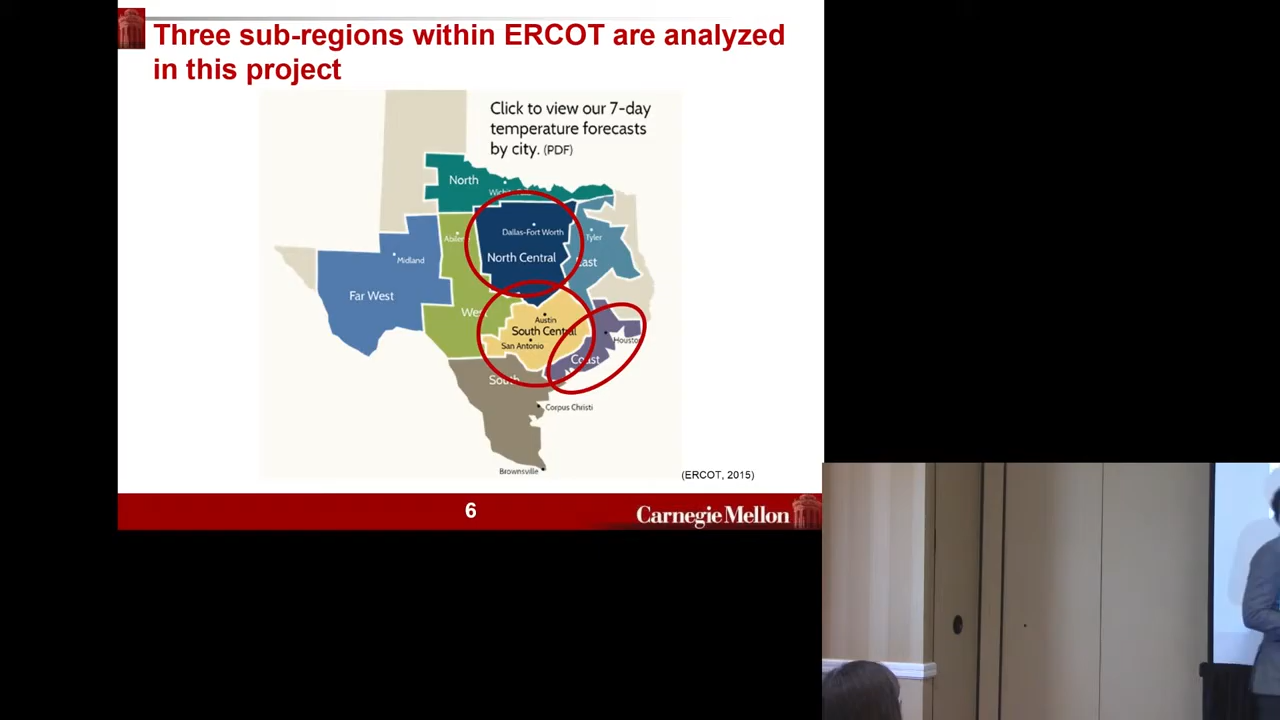 Three sub-regions within ERCOT are analyzed
in this project
Click to view our 7-day
temperature forecasts
by city. (PDF)
North
Dallas-Fort Worth
North Central
Tyler
East
Midland
Far West
West
Austin
South Central
San Antonio
Houston
Coast
South
Corpus Christi
Brownsville
(ERCOT, 2015)
6
Carnegie Mellon